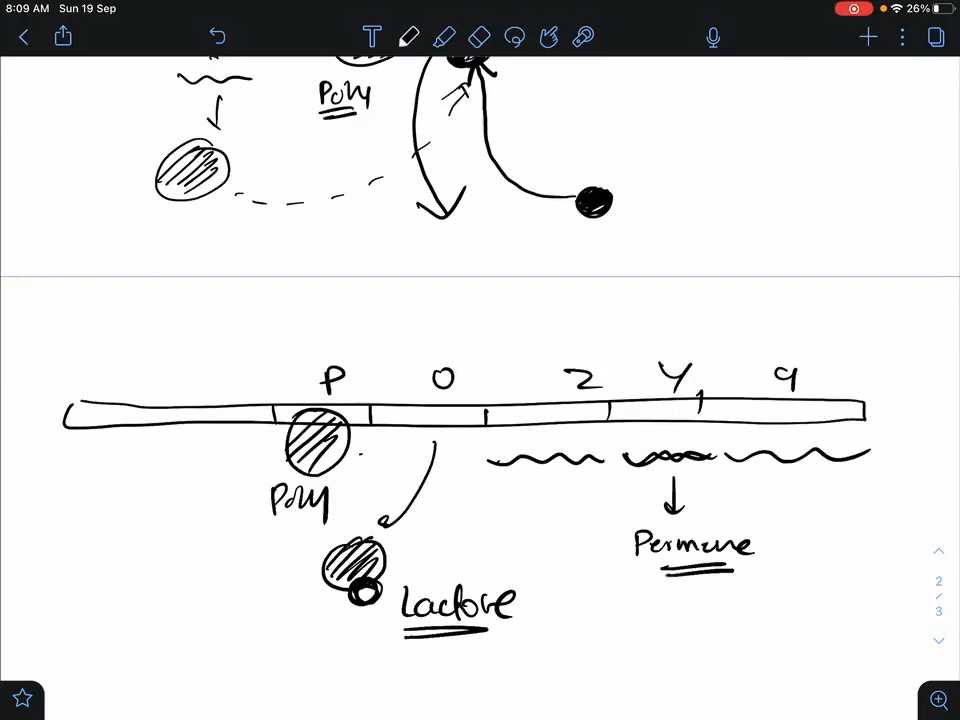 8:09 AM Sun 19 Sep
26%
T
Poly
P O Z Y a
Poly
Permease
Lactose
2
/
3